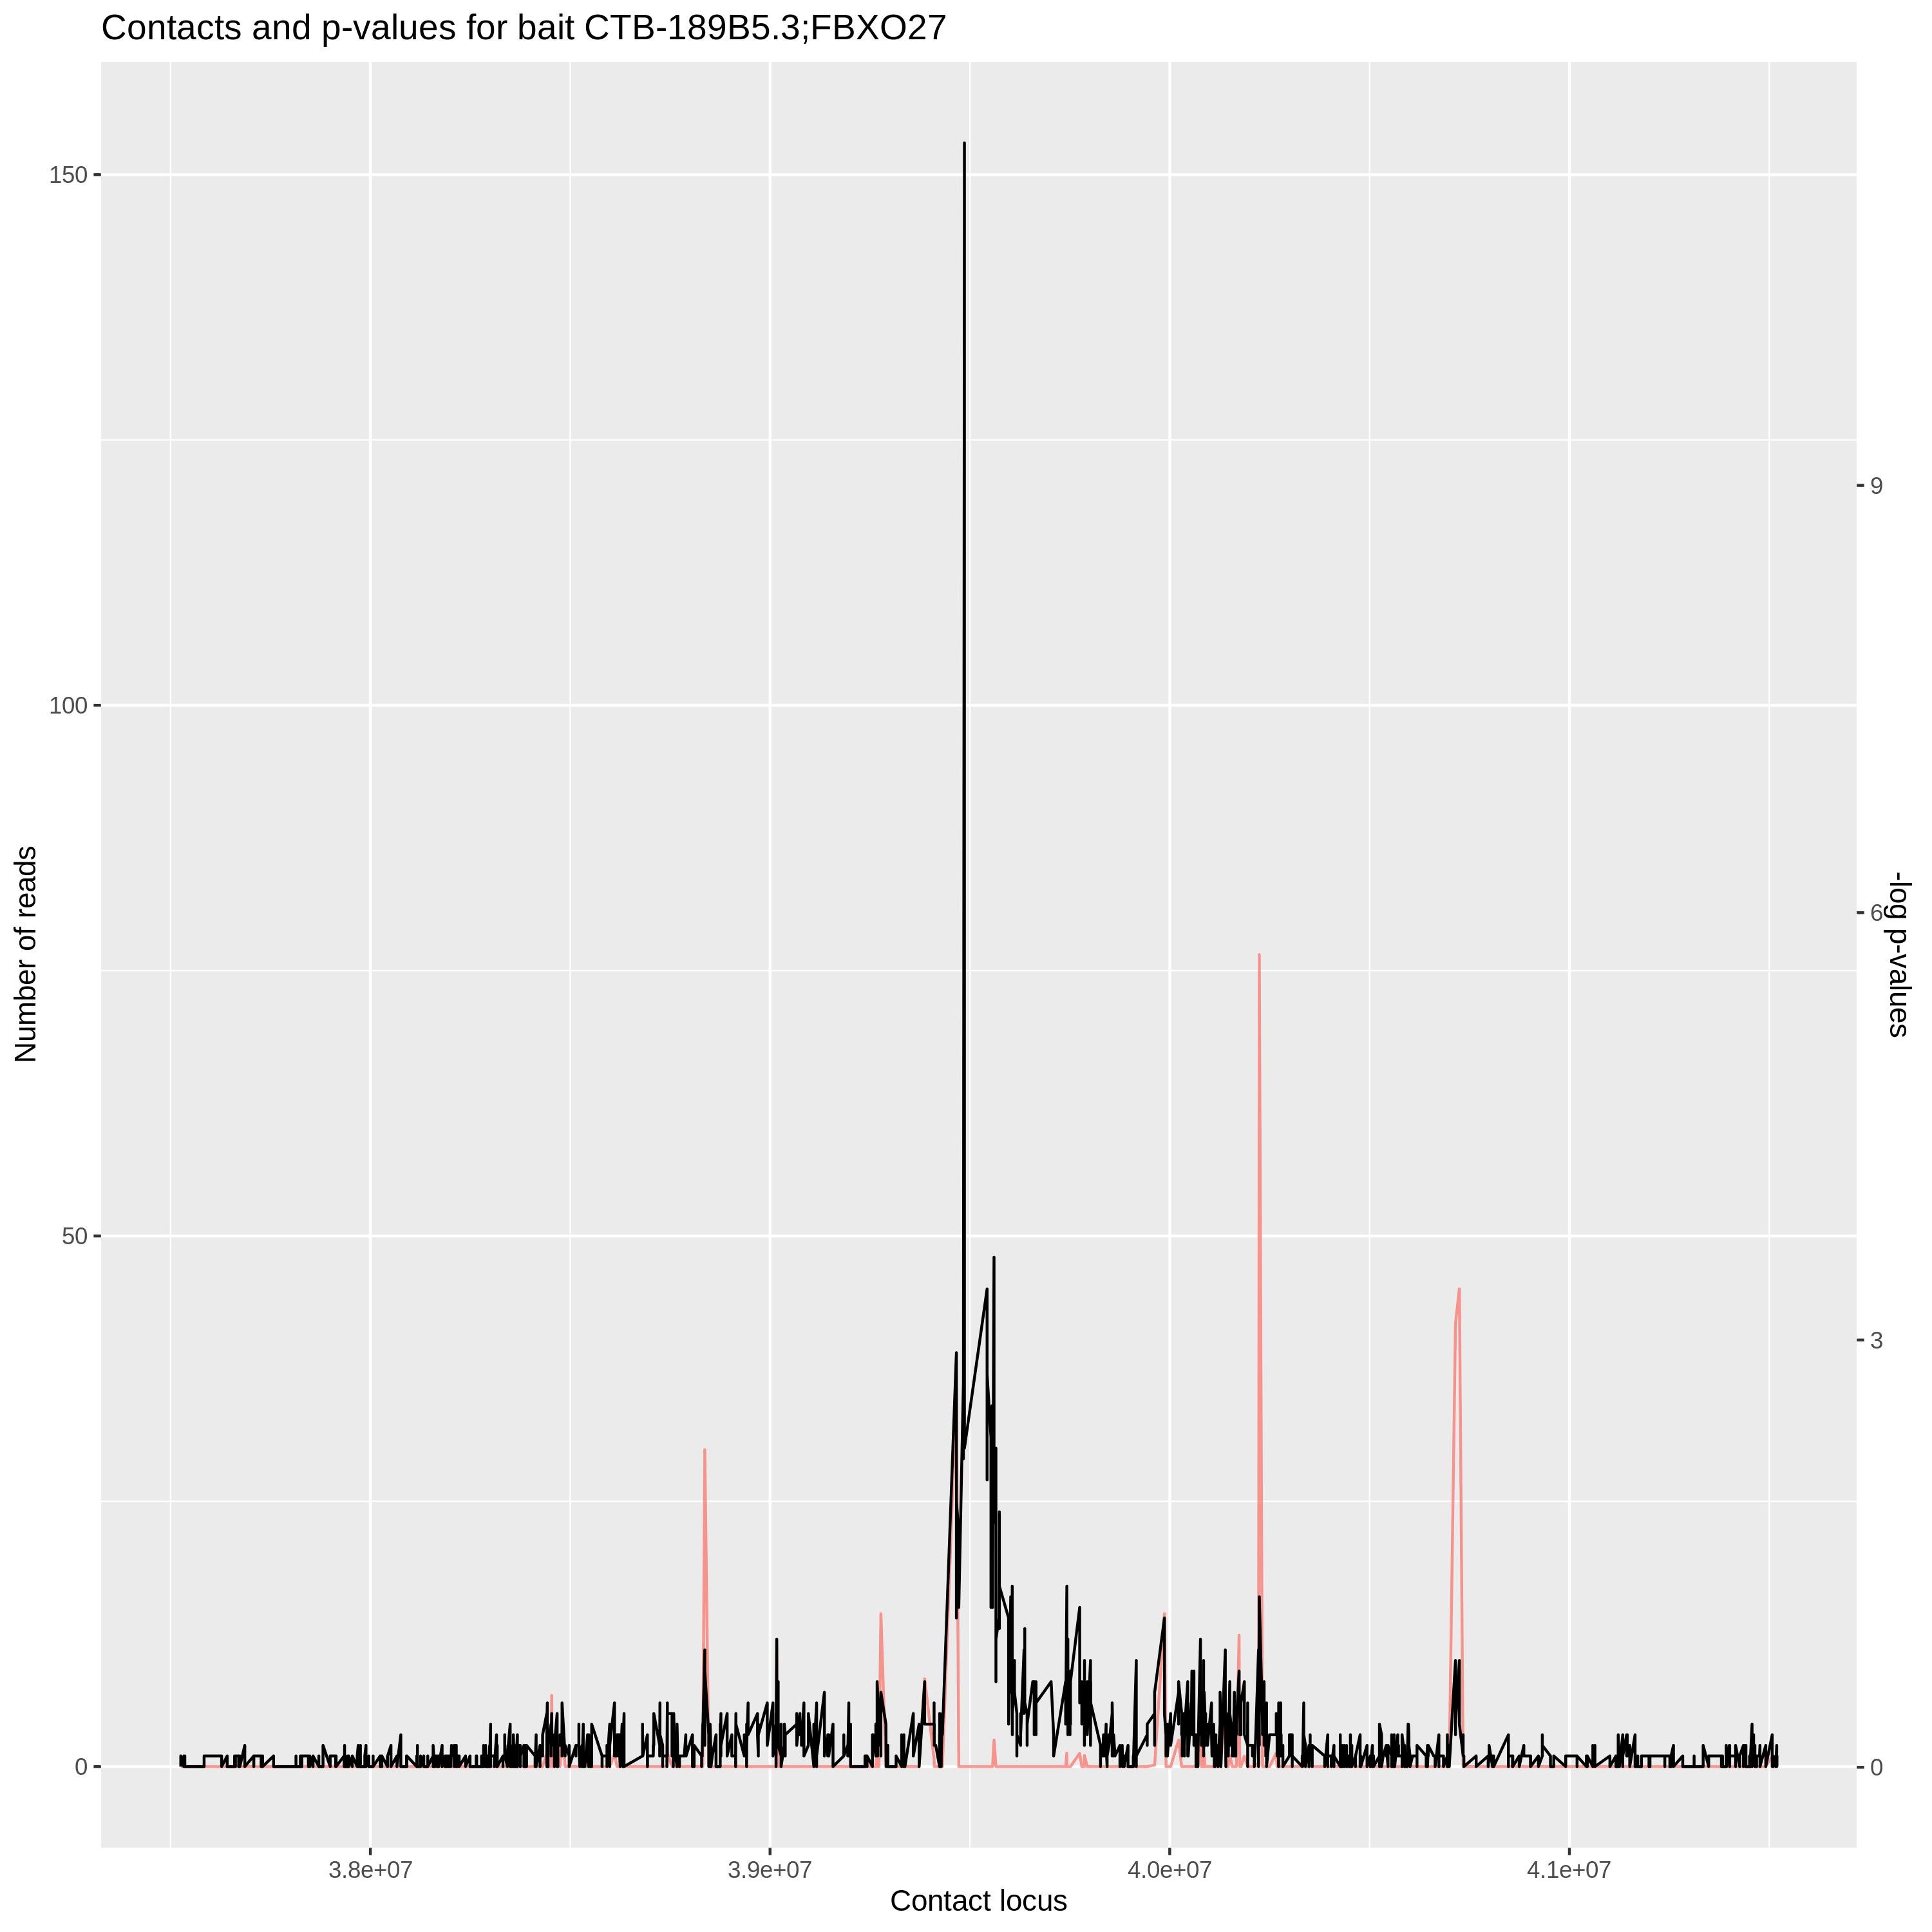 Contacts and p-values for bait CTB-189B5.3;FBXO27
150
100
50
0
Number of reads
9
6
3
0
-log p-values
3.8e+07
3.9e+07
4.0e+07
4.1e+07
Contact locus